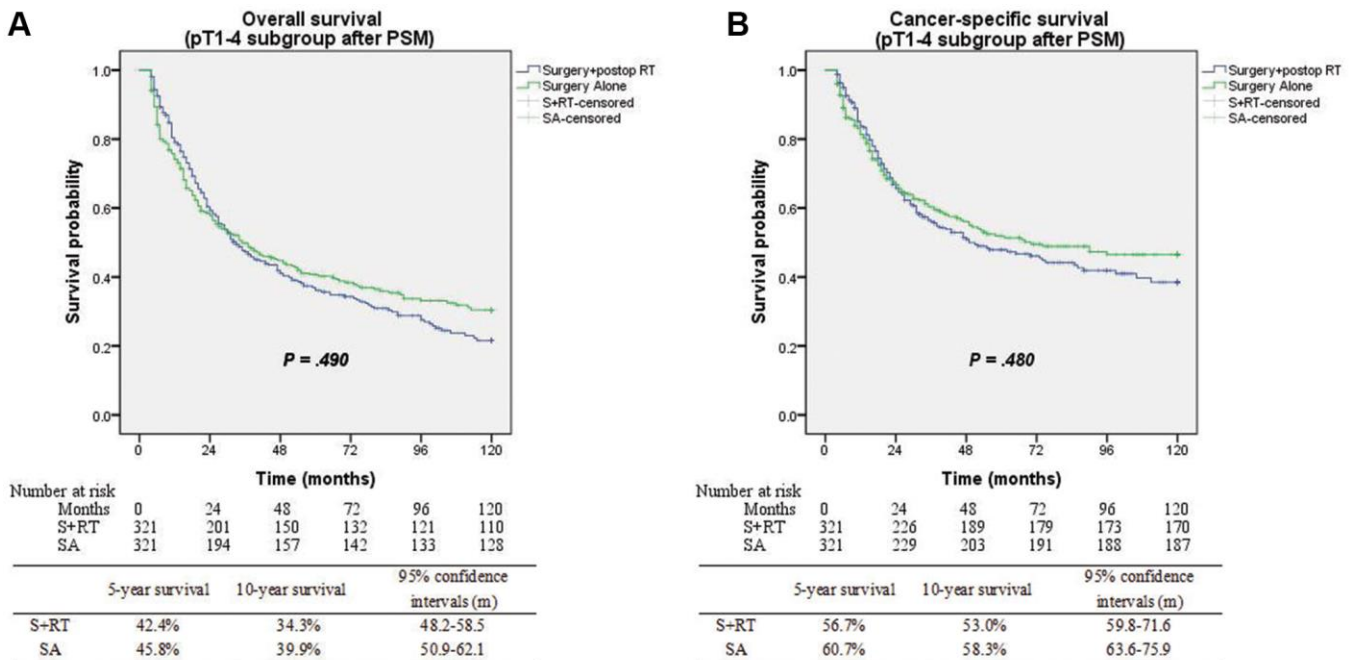 A
Overall survival
(pT1-4 subgroup after PSM)
Survival probability
1.0
0.8
0.6
0.4
0.2
0.0
Surgery+postop RT
Surgery Alone
S+RT-censored
SA-censored
P = .490
0 24 48 72 96 120
Time (months)
Number at risk
Months 0 24 48 72 96 120
S+RT 321 201 150 132 121 110
SA 321 194 157 142 133 128
5-year survival 10-year survival 95% confidence
intervals (m)
S+RT 42.4% 34.3% 48.2-58.5
SA 45.8% 39.9% 50.9-62.1
B
Cancer-specific survival
(pT1-4 subgroup after PSM)
Survival probability
1.0
0.8
0.6
0.4
0.2
0.0
Surgery+postop RT
Surgery Alone
S+RT-censored
SA-censored
P = .480
0 24 48 72 96 120
Time (months)
Number at risk
Months 0 24 48 72 96 120
S+RT 321 226 189 179 173 170
SA 321 229 203 191 188 187
5-year survival 10-year survival 95% confidence
intervals (m)
S+RT 56.7% 53.0% 59.8-71.6
SA 60.7% 58.3% 63.6-75.9